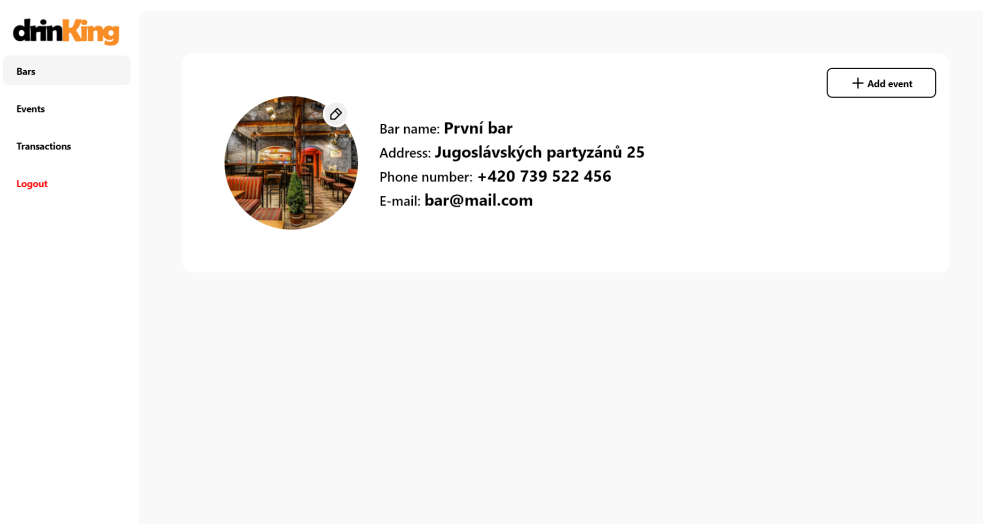 drinKing
Bars
Events
Transactions
Logout
Add event
Bar name: První bar
Address: Jugoslávských partyzánů 25
Phone number: +420 739 522 456
E-mail: bar@mail.com